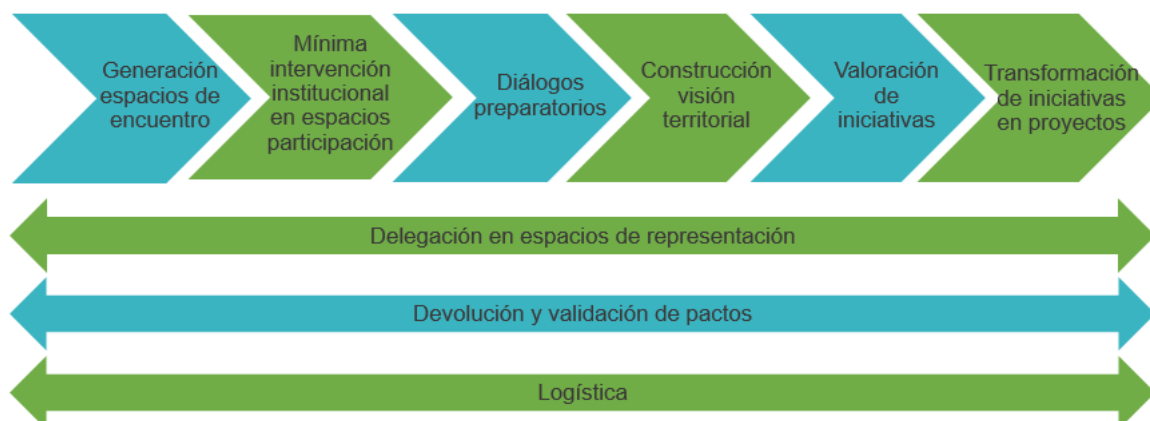 Generación
espacios de
encuentro
Mínima
intervención
institucional
en espacios
participación
Diálogos
preparatorios
Construcción
visión
territorial
Valoración
de
iniciativas
Transformación
de iniciativas
en proyectos
Delegación en espacios de representación
Devolución y validación de pactos
Logística